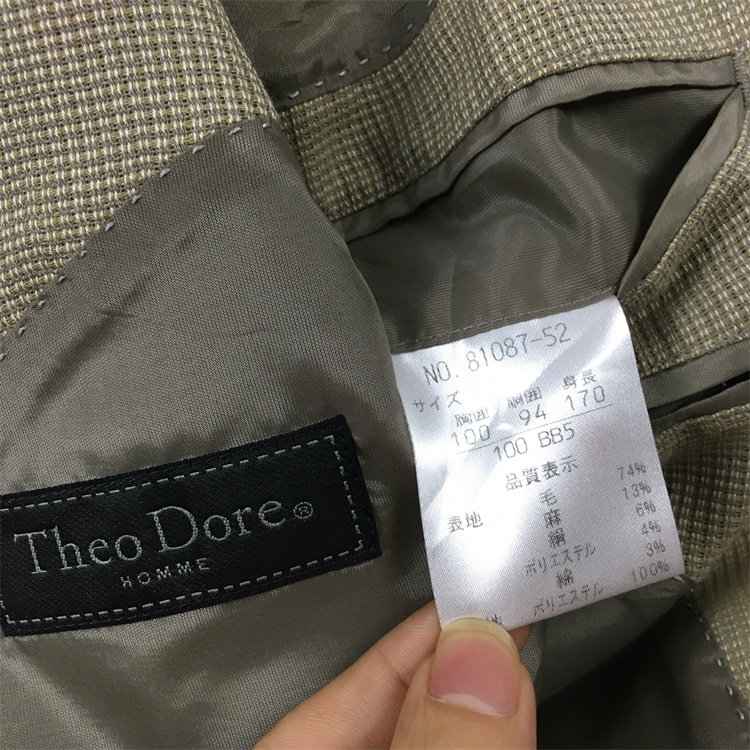 Theo Dore®
HOMME
NO. 81087-52
サイズ
胸囲 胴囲 身長
100 94 170
100 BB5
品質表示
表地 毛 74%
麻 13%
絹 6%
ポリエステル 4%
綿 3%
地 ポリエステル 100%